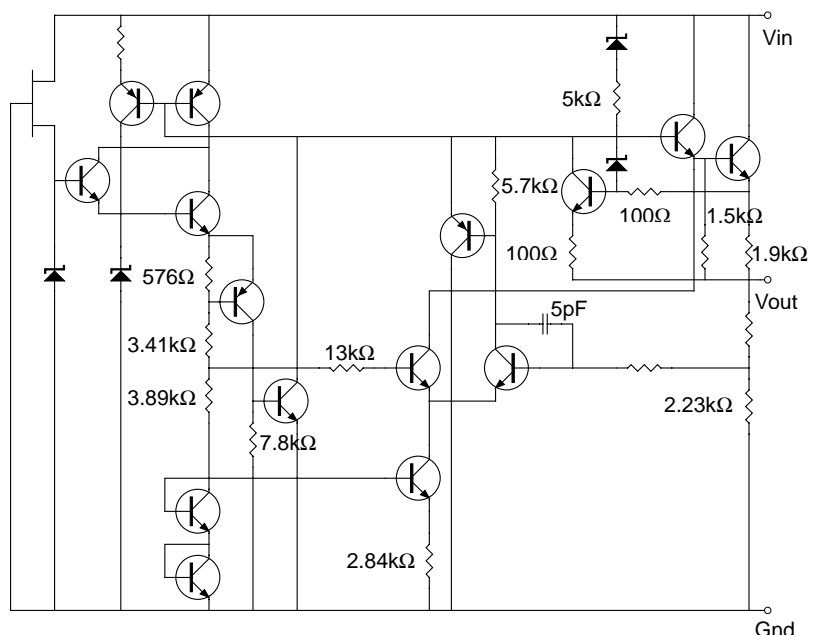 Vin
5kΩ
5.7kΩ
100Ω
1.5kΩ
100Ω
1.9kΩ
576Ω
Vout
5pF
3.41kΩ
13kΩ
3.89kΩ
2.23kΩ
7.8kΩ
2.84kΩ
Gnd